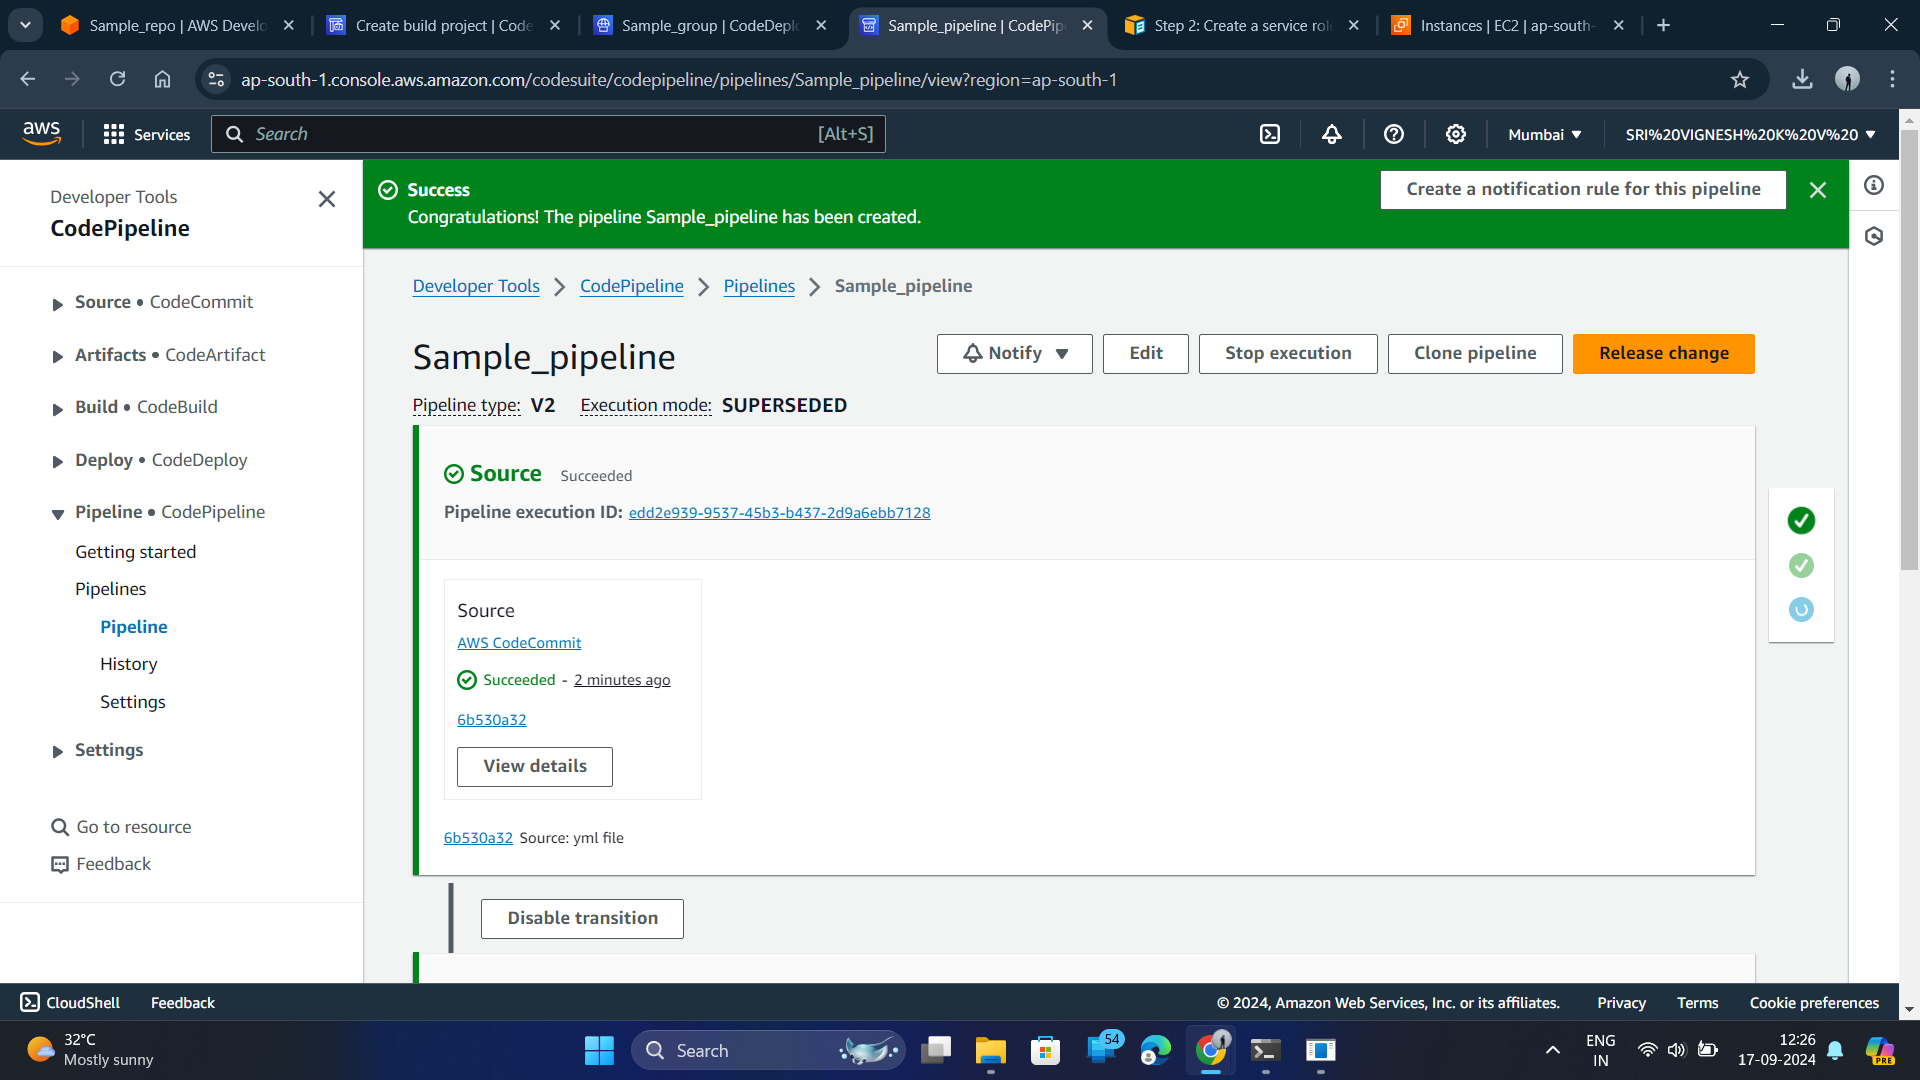 Sample_repo | AWS Develo
Create build project | Code
Sample_group | CodeDeplo
Sample_pipeline | CodePip
Step 2: Create a service rol
Instances | EC2 | ap-south-
ap-south-1.console.aws.amazon.com/codesuite/codepipeline/pipelines/Sample_pipeline/view?region=ap-south-1
aws
Services
Search
[Alt+S]
Mumbai
SRI%20VIGNESH%20K%20V%20
Developer Tools
CodePipeline
Source • CodeCommit
Artifacts • CodeArtifact
Build • CodeBuild
Deploy • CodeDeploy
Pipeline • CodePipeline
Getting started
Pipelines
Pipeline
History
Settings
Settings
Go to resource
Feedback
Success
Congratulations! The pipeline Sample_pipeline has been created.
Create a notification rule for this pipeline
Developer Tools
CodePipeline
Pipelines
Sample_pipeline
Sample_pipeline
Notify
Edit
Stop execution
Clone pipeline
Release change
Pipeline type: V2 Execution mode: SUPERSEDED
Source Succeeded
Pipeline execution ID: edd2e939-9537-45b3-b437-2d9a6ebb7128
Source
AWS CodeCommit
Succeeded - 2 minutes ago
6b530a32
View details
6b530a32 Source: yml file
Disable transition
CloudShell
Feedback
© 2024, Amazon Web Services, Inc. or its affiliates.
Privacy
Terms
Cookie preferences
32°C
Mostly sunny
Search
54
ENG
IN
12:26
17-09-2024
PRE